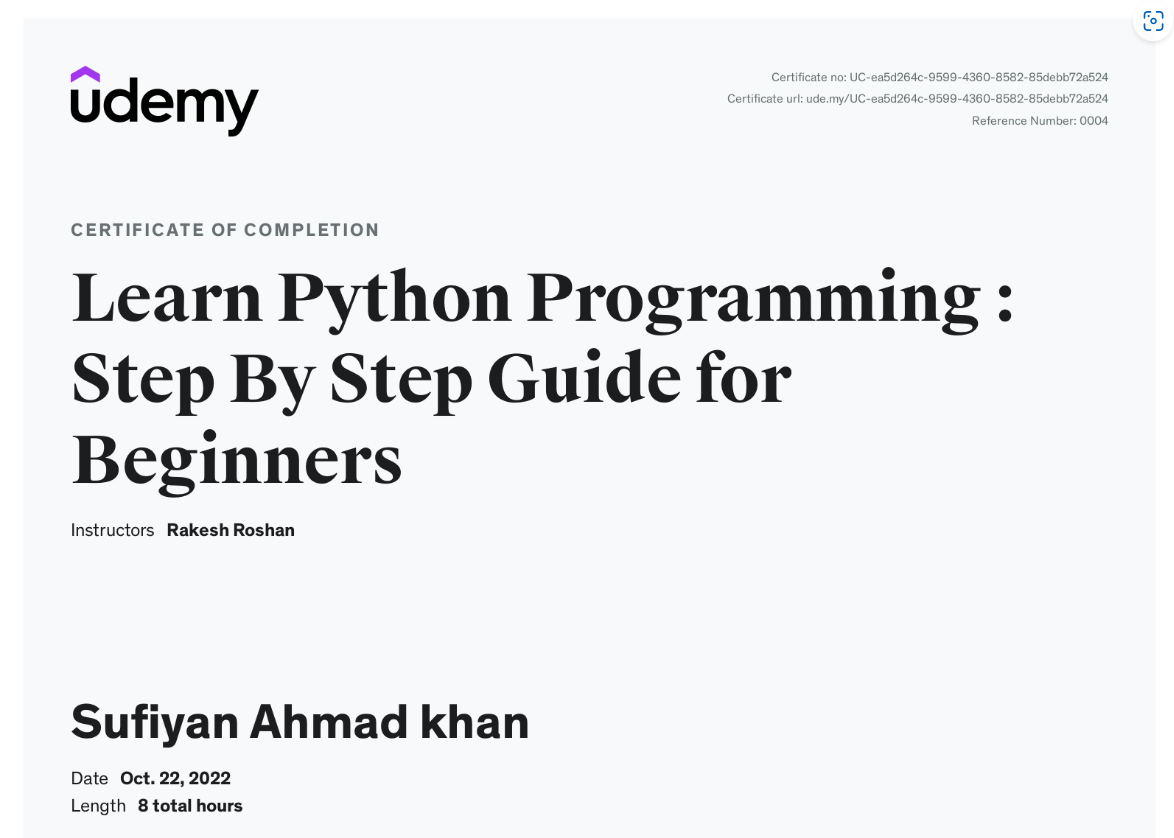 udemy
Certificate no: UC-ea5d264c-9599-4360-8582-85debb72a524
Certificate url: ude.my/UC-ea5d264c-9599-4360-8582-85debb72a524
Reference Number: 0004
CERTIFICATE OF COMPLETION
Learn Python Programming :
Step By Step Guide for
Beginners
Instructors Rakesh Roshan
Sufiyan Ahmad khan
Date Oct. 22, 2022
Length 8 total hours